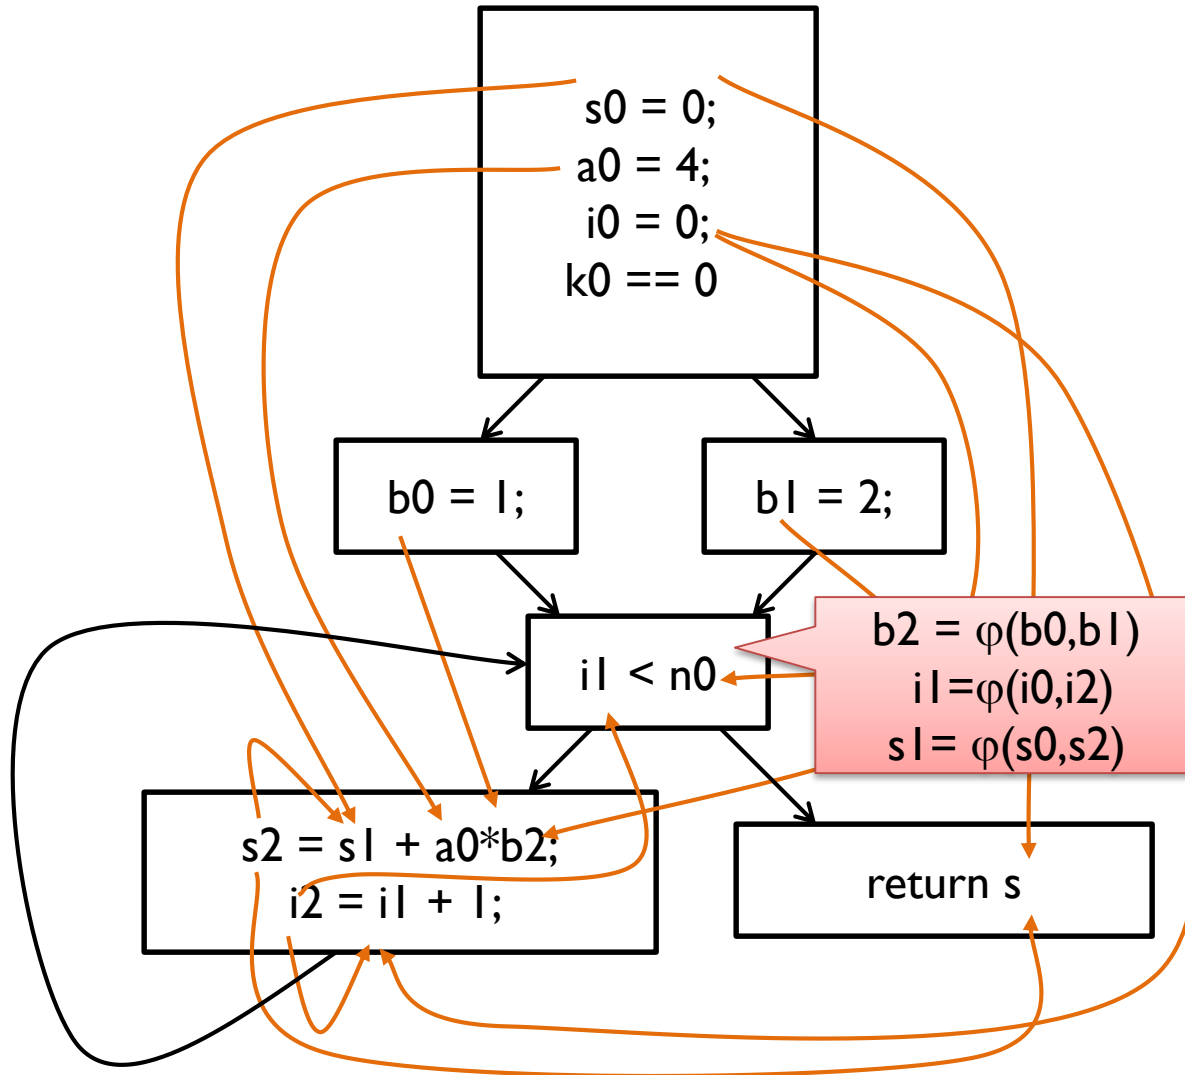 s0 = 0;
a0 = 4;
i0 = 0;
k0 == 0
b0 = 1;
b1 = 2;
i1 < n0
b2 = φ(b0,b1)
i1=φ(i0,i2)
s1= φ(s0,s2)
s2 = s1 + a0*b2;
i2 = i1 + 1;
return s